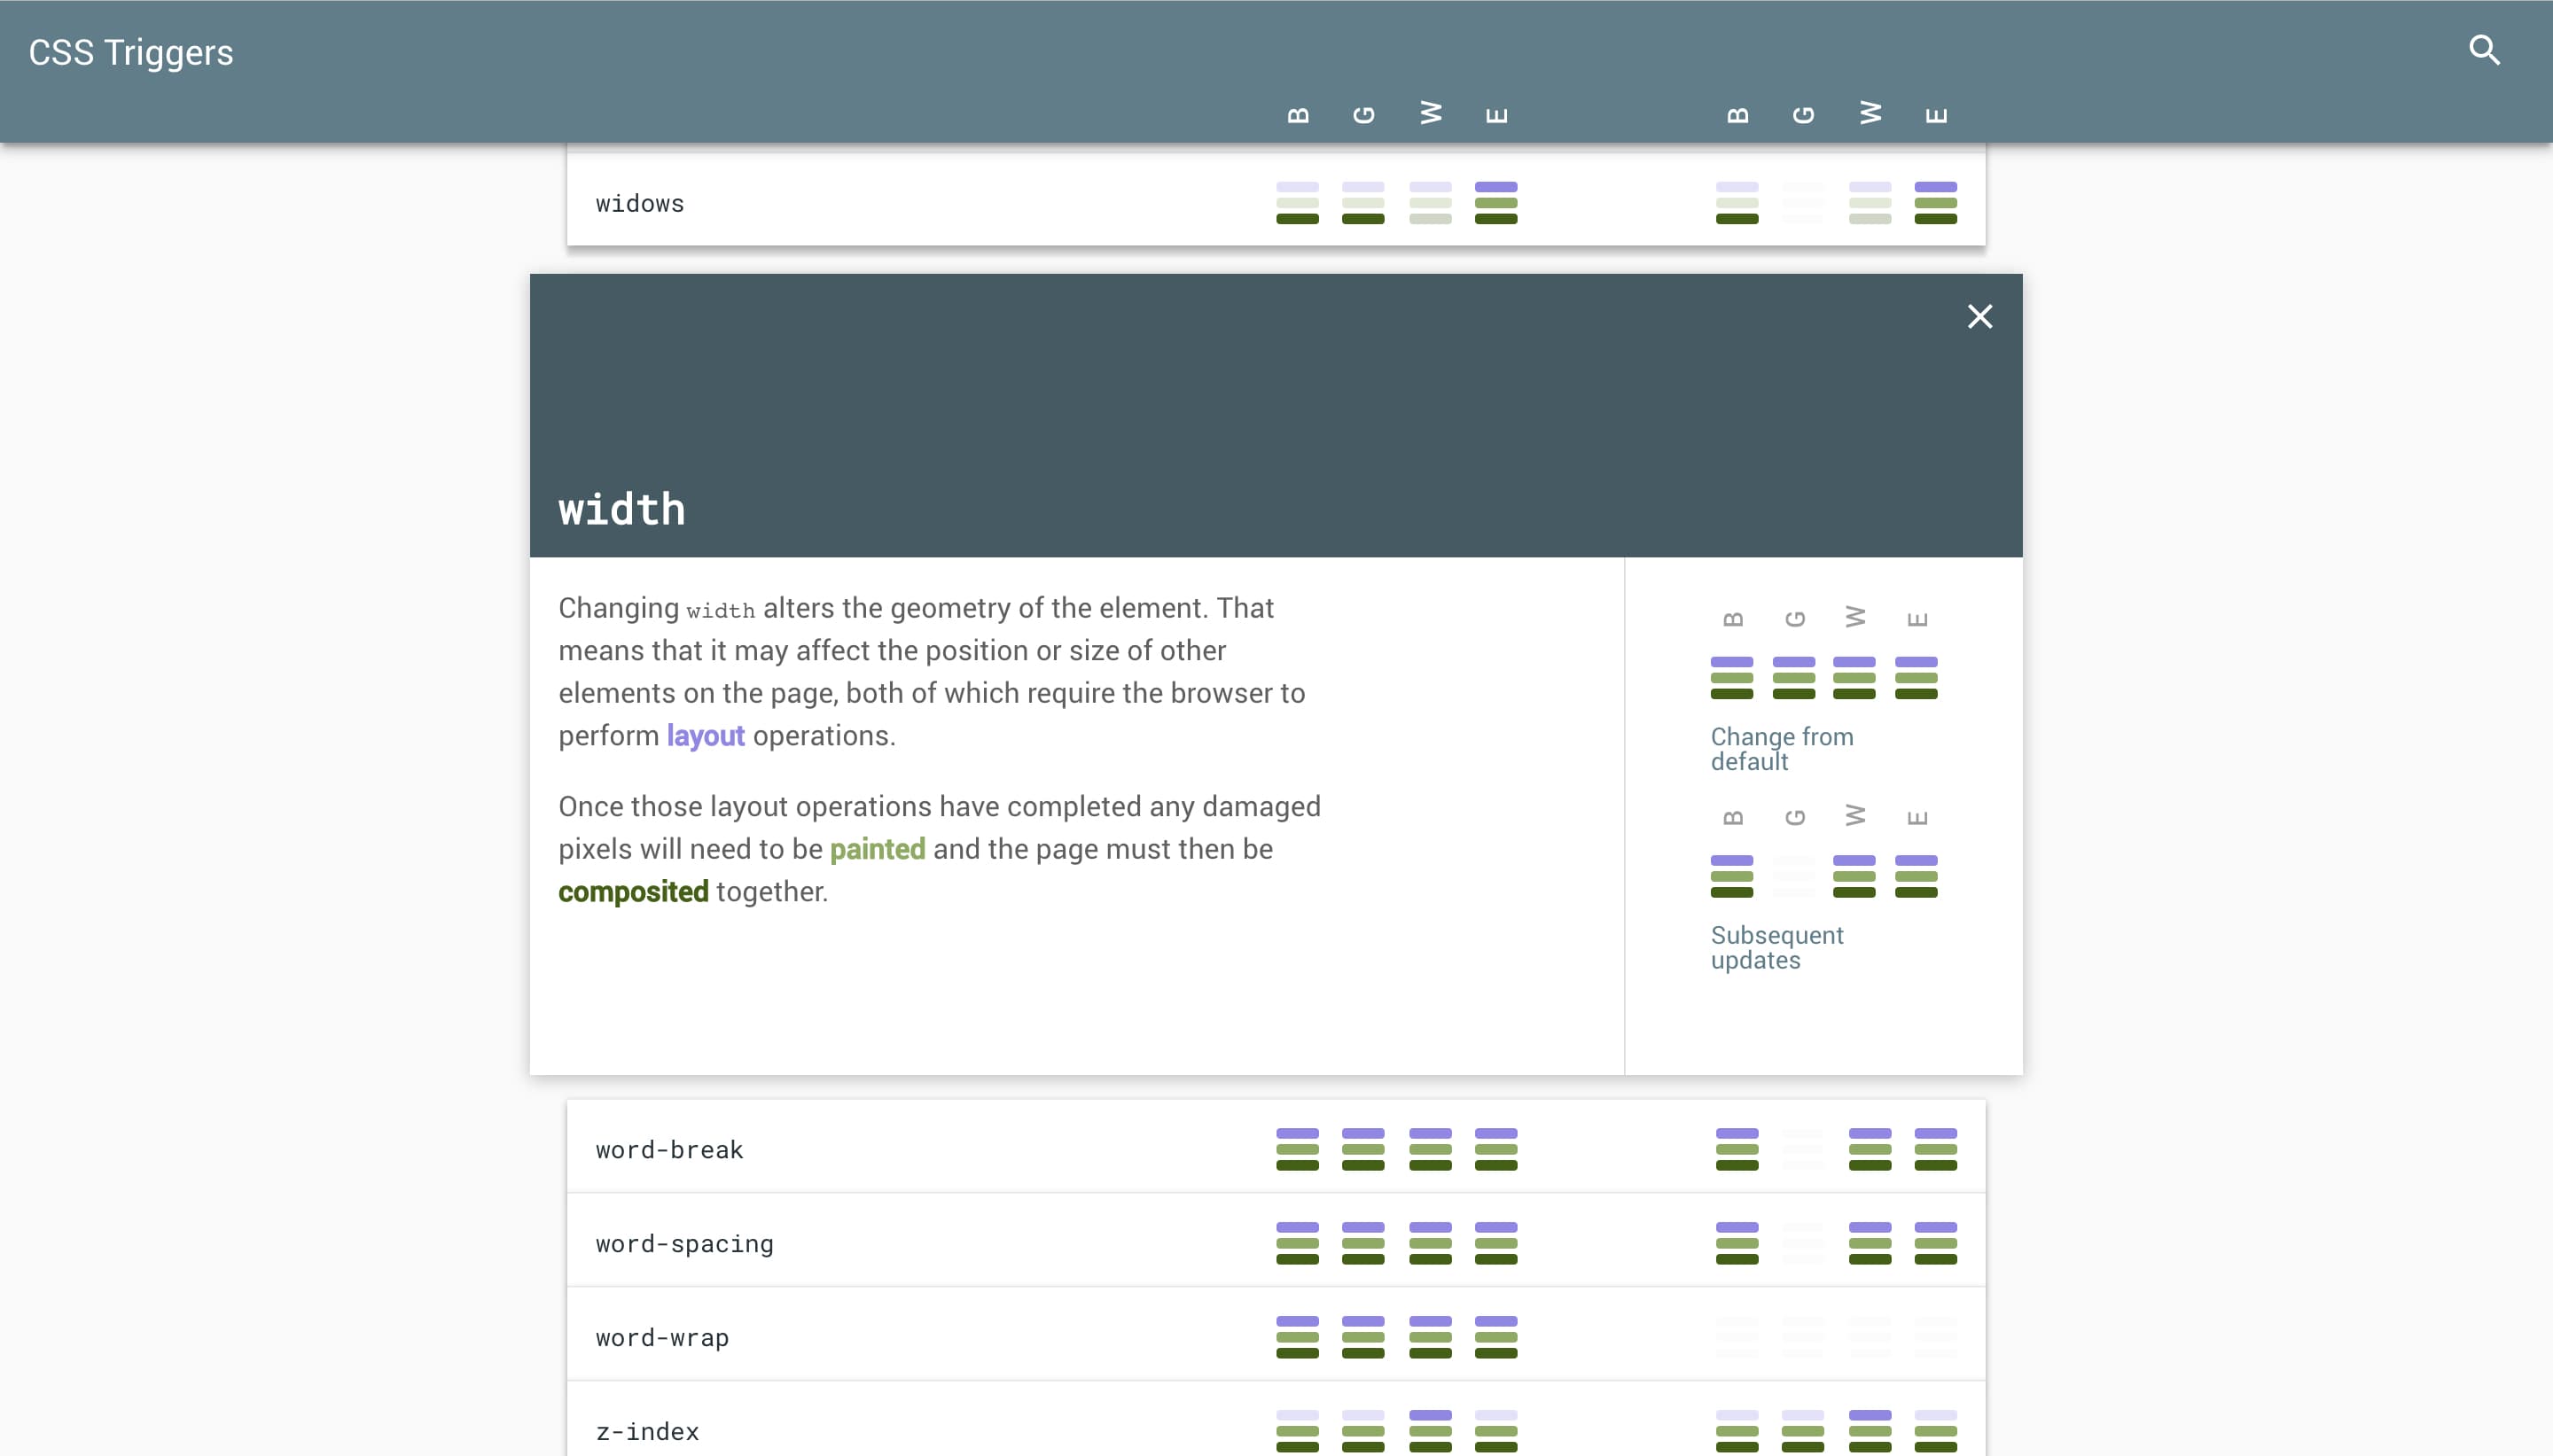 CSS Triggers
B G W E B G W E
widows
width
Changing width alters the geometry of the element. That
means that it may affect the position or size of other
elements on the page, both of which require the browser to
perform layout operations.
Once those layout operations have completed any damaged
pixels will need to be painted and the page must then be
composited together.
B G W E
Change from
default
B G W E
Subsequent
updates
word-break
word-spacing
word-wrap
z-index